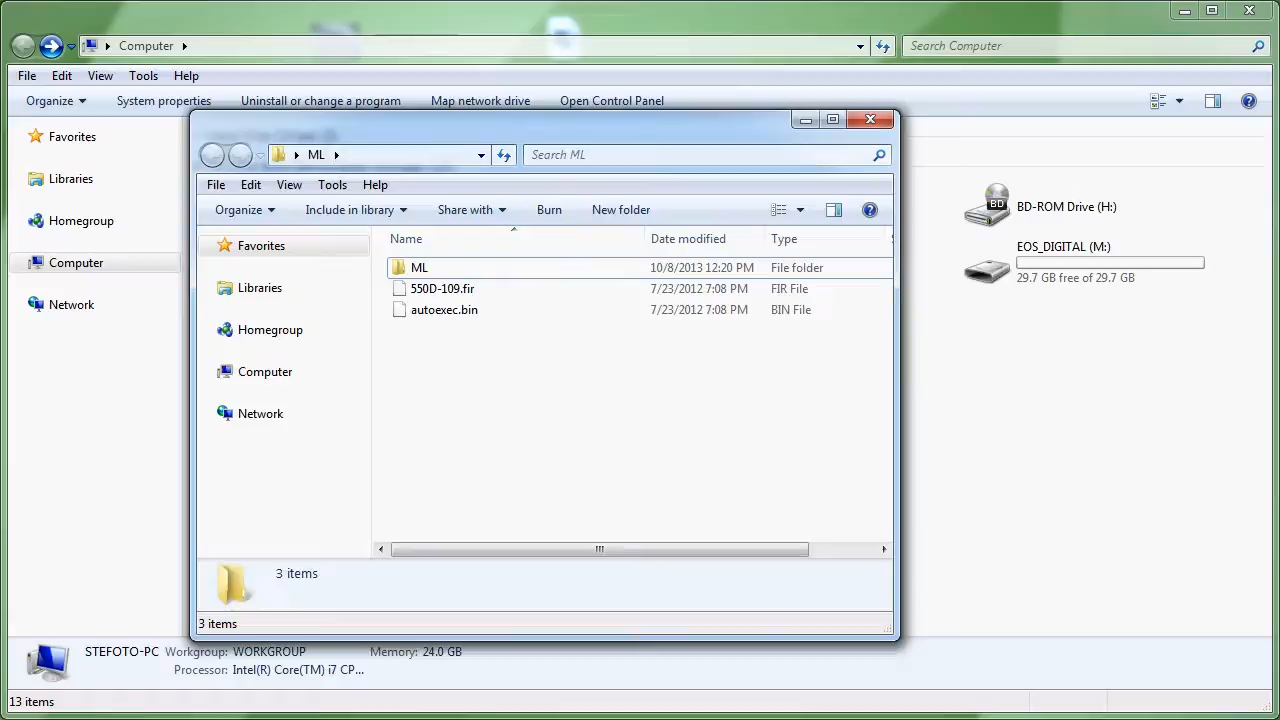 Computer
Search Computer
File Edit View Tools Help
Organize System properties Uninstall or change a program Map network drive Open Control Panel
Favorites
Libraries
Homegroup
Computer
Network
BD
BD-ROM Drive (H:)
EOS_DIGITAL (M:)
29.7 GB free of 29.7 GB
ML
Search ML
File Edit View Tools Help
Organize Include in library Share with Burn New folder
Favorites
Libraries
Homegroup
Computer
Network
Name Date modified Type
ML 10/8/2013 12:20 PM File folder
550D-109.fir 7/23/2012 7:08 PM FIR File
autoexec.bin 7/23/2012 7:08 PM BIN File
3 items
3 items
STEFOTO-PC Workgroup: WORKGROUP Memory: 24.0 GB
Processor: Intel(R) Core(TM) i7 CP...
13 items